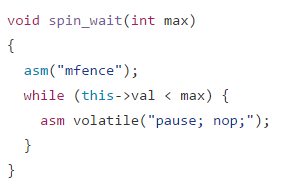 void spin_wait(int max)
{
  asm("mfence");
  while (this->val < max) {
    asm volatile("pause; nop;");
  }
}